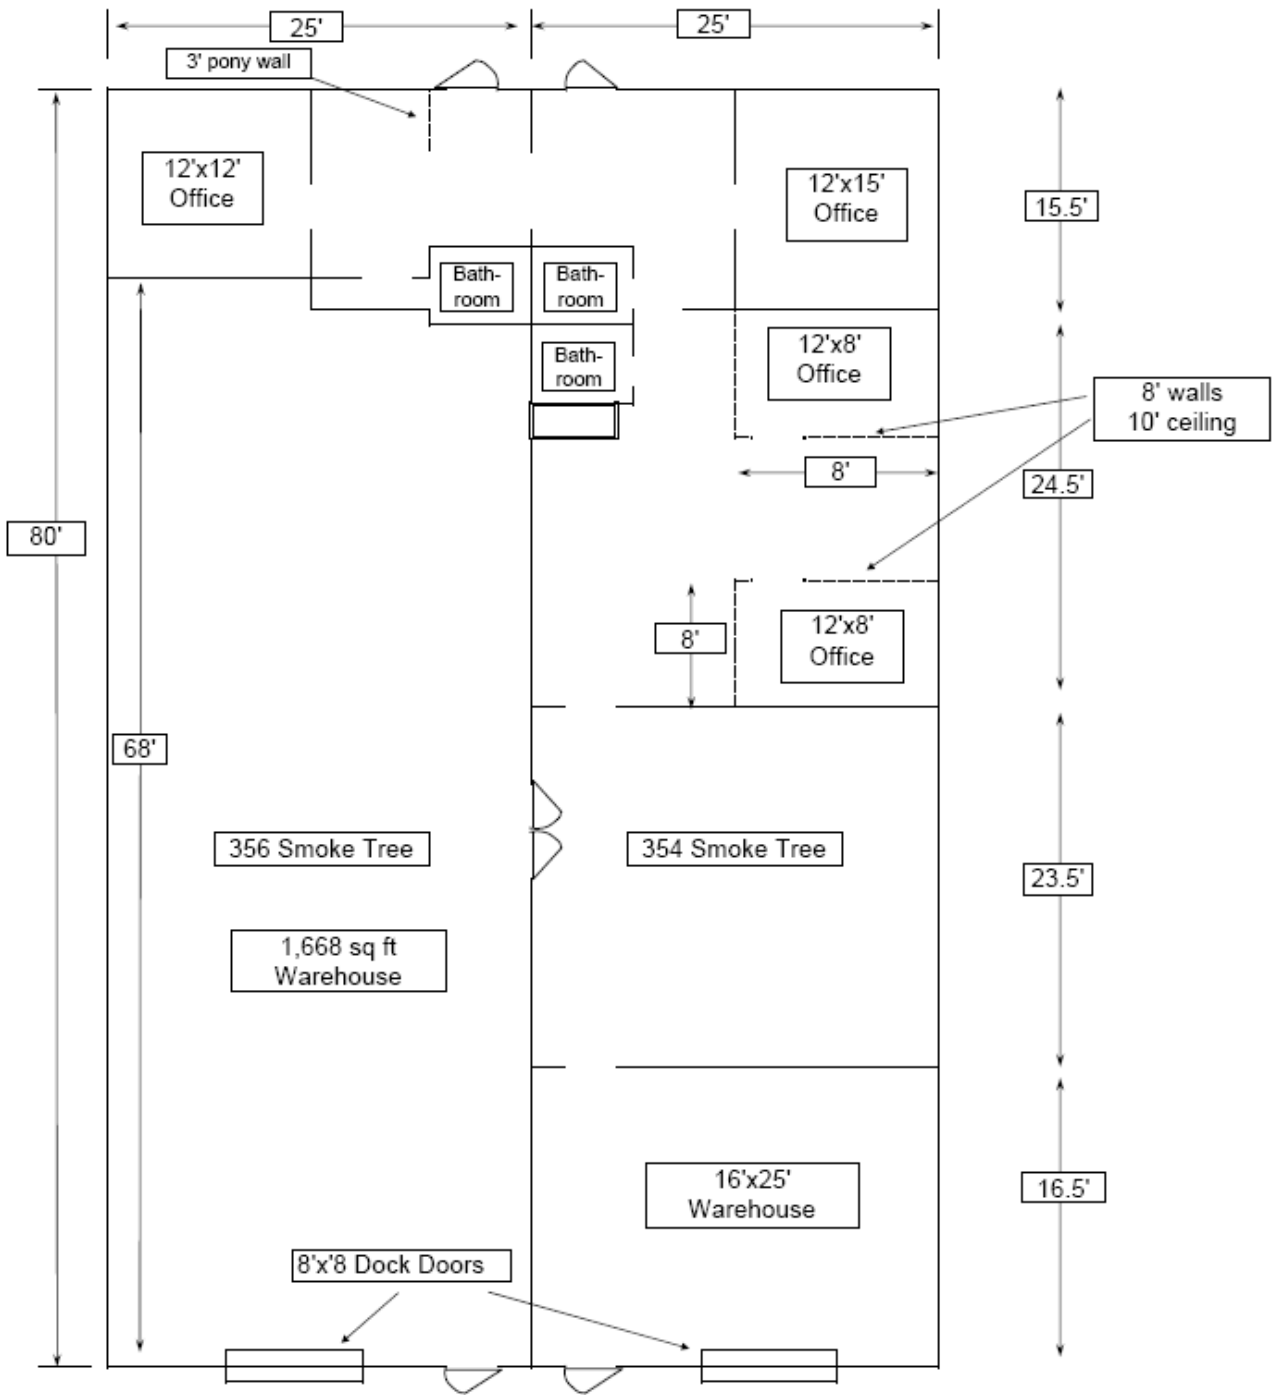 25'
25'
3' pony wall
12'x12'
Office
12'x15'
Office
15.5'
Bath-
room
Bath-
room
Bath-
room
12'x8'
Office
8' walls
10' ceiling
8'
24.5'
80'
12'x8'
Office
8'
68'
356 Smoke Tree
354 Smoke Tree
23.5'
1,668 sq ft
Warehouse
16'x25'
Warehouse
16.5'
8'x'8 Dock Doors